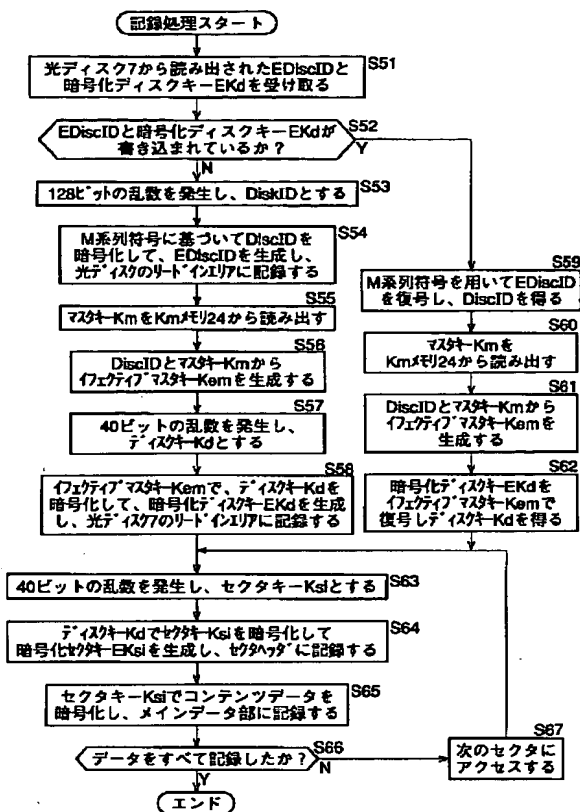 記録処理スタート
S51
光ディスク7から読み出されたEDiscIDと
暗号化ディスクキーEKdを受け取る
S52
EDiscIDと暗号化ディスクキーEKdが
書き込まれているか?
Y
N
S53
128ビットの乱数を発生し、DiskIDとする
S54
M系列符号に基づいてDiscIDを
暗号化して、EDiscIDを生成し、
光ディスクのリードインエリアに記録する
S55
マスタキーKmをKmメモリ24から読み出す
S56
DiscIDとマスタキーKmから
イフェクティブマスタキーKemを生成する
S57
40ビットの乱数を発生し、
ディスクキーKdとする
S58
イフェクティブマスタキーKemで、ディスクキーKdを
暗号化して、暗号化ディスクキーEKdを生成
し、光ディスク7のリードインエリアに記録する
S59
M系列符号を用いてEDiscID
を復号し、DiscIDを得る
S60
マスタキーKmを
Kmメモリ24から読み出す
S61
DiscIDとマスタキーKmから
イフェクティブマスタキーKemを
生成する
S62
暗号化ディスクキーEKdを
イフェクティブマスタキーKemで
復号しディスクキーKdを得る
S63
40ビットの乱数を発生し、セクタキーKsiとする
S64
ディスクキーKdでセクタキーKsiを暗号化して
暗号化セクタキーEKsiを生成し、セクタヘッダに記録する
S65
セクタキーKsiでコンテンツデータを
暗号化し、メインデータ部に記録する
S66
データをすべて記録したか?
N
Y
S67
次のセクタに
アクセスする
エンド